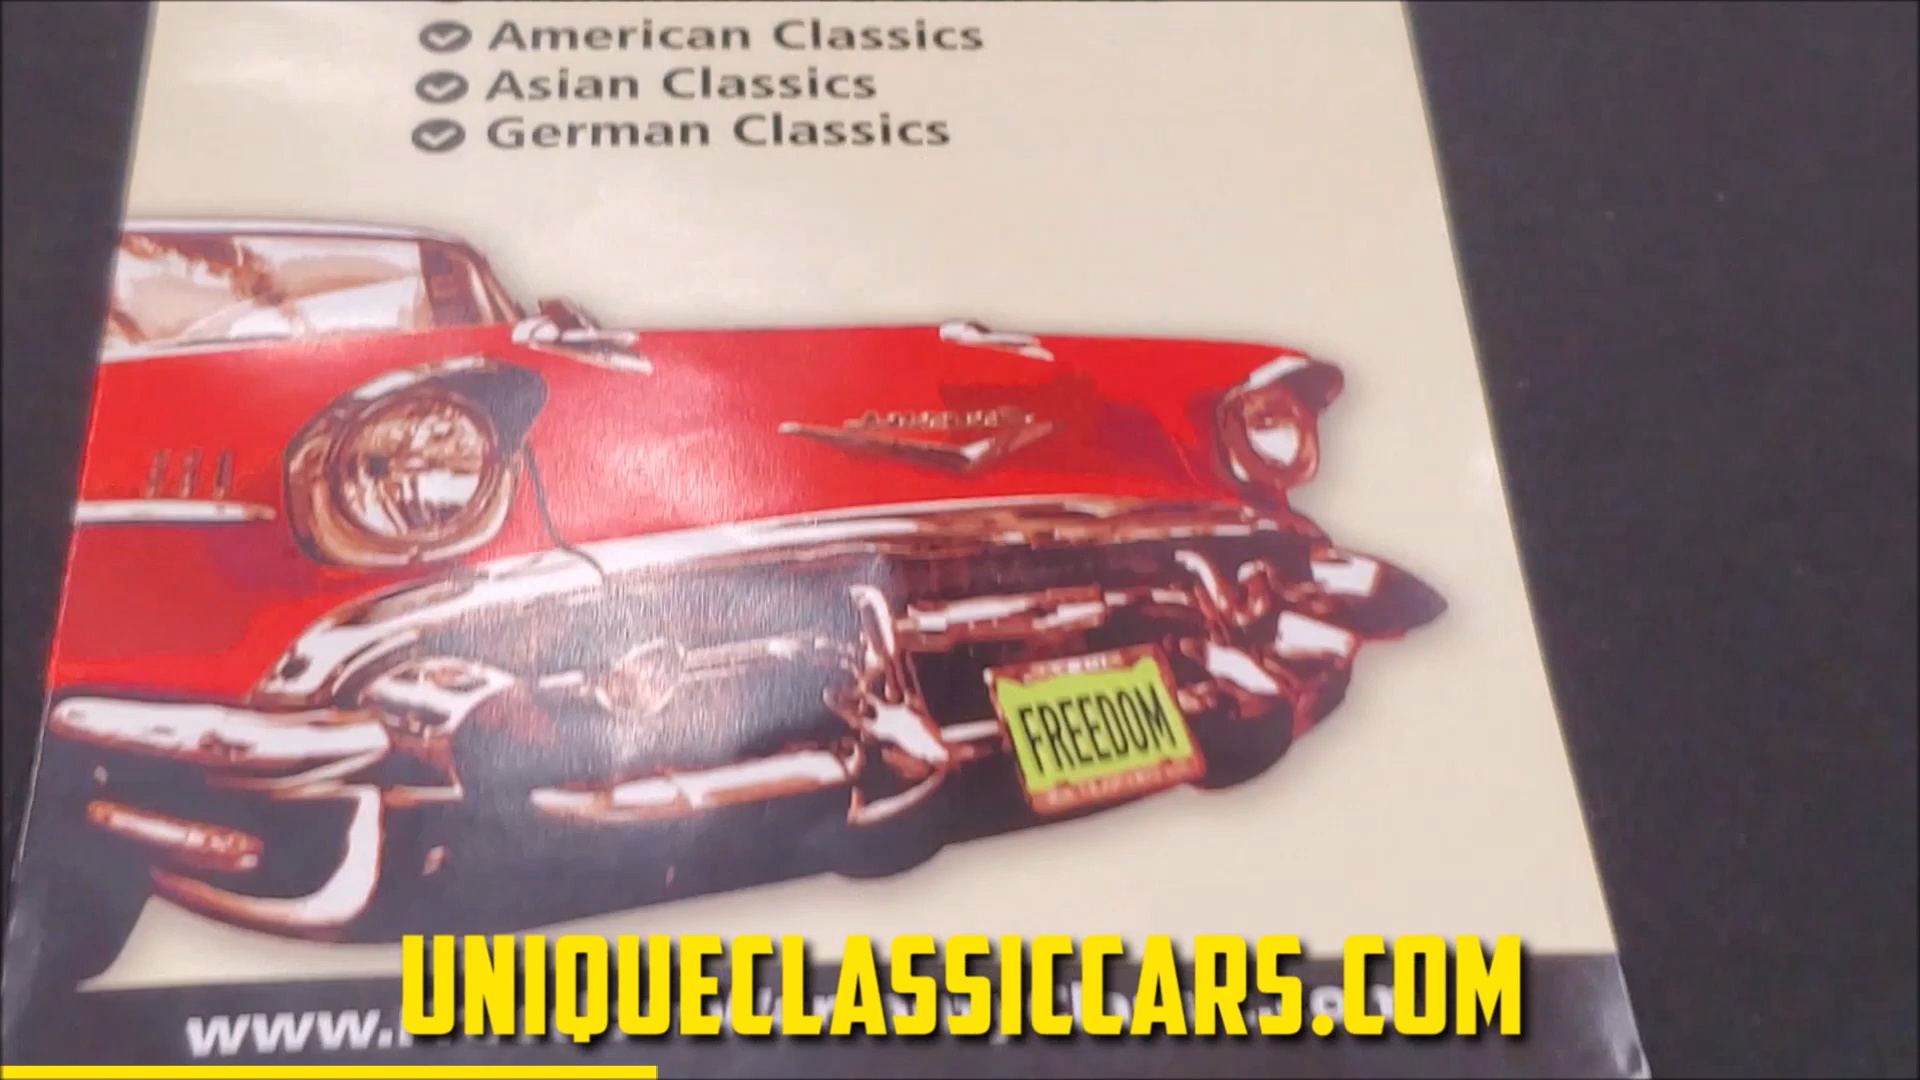 American Classics
Asian Classics
German Classics
FREEDOM
UNIQUECLASSICCARS.COM
www.